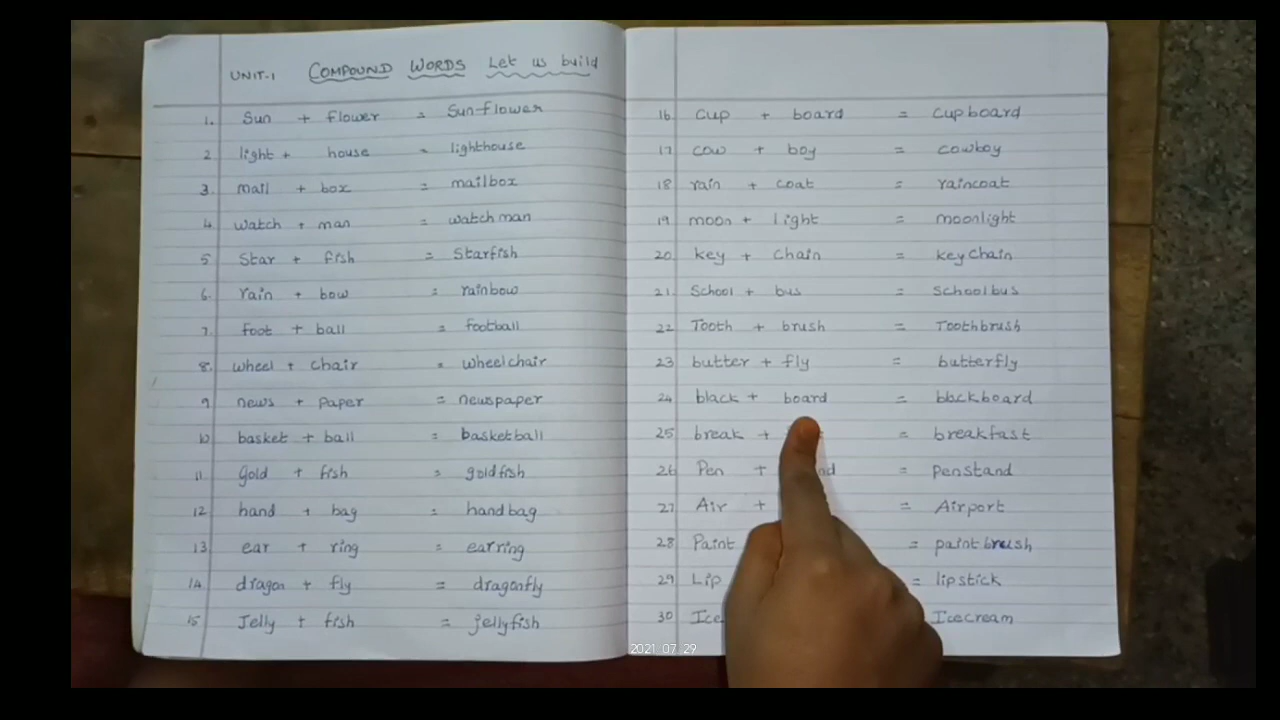 UNIT-1 COMPOUND WORDS Let us build
1. Sun + flower = Sunflower
2 light + house = lighthouse
3. mail + box = mailbox
4. watch + man = watchman
5 Star + fish = Starfish
6. rain + bow = rainbow
7. foot + ball = football
8. wheel + chair = wheelchair
9 news + paper = newspaper
10 basket + ball = basketball
11 gold + fish = goldfish
12 hand + bag = handbag
13 ear + ring = earring
14 dragon + fly = dragonfly
15 Jelly + fish = jellyfish
16. Cup + board = Cupboard
17 cow + boy = cowboy
18 rain + coat = raincoat
19 moon + light = moonlight
20. key + chain = keychain
21. School + bus = Schoolbus
22 Tooth + brush = Toothbrush
23 butter + fly = butterfly
24 black + board = blackboard
25 break + = breakfast
26 Pen + = penstand
27 Air + = Airport
28 Paint = paintbrush
29 Lip = lipstick
30 Ice Icecream
2021 07 29